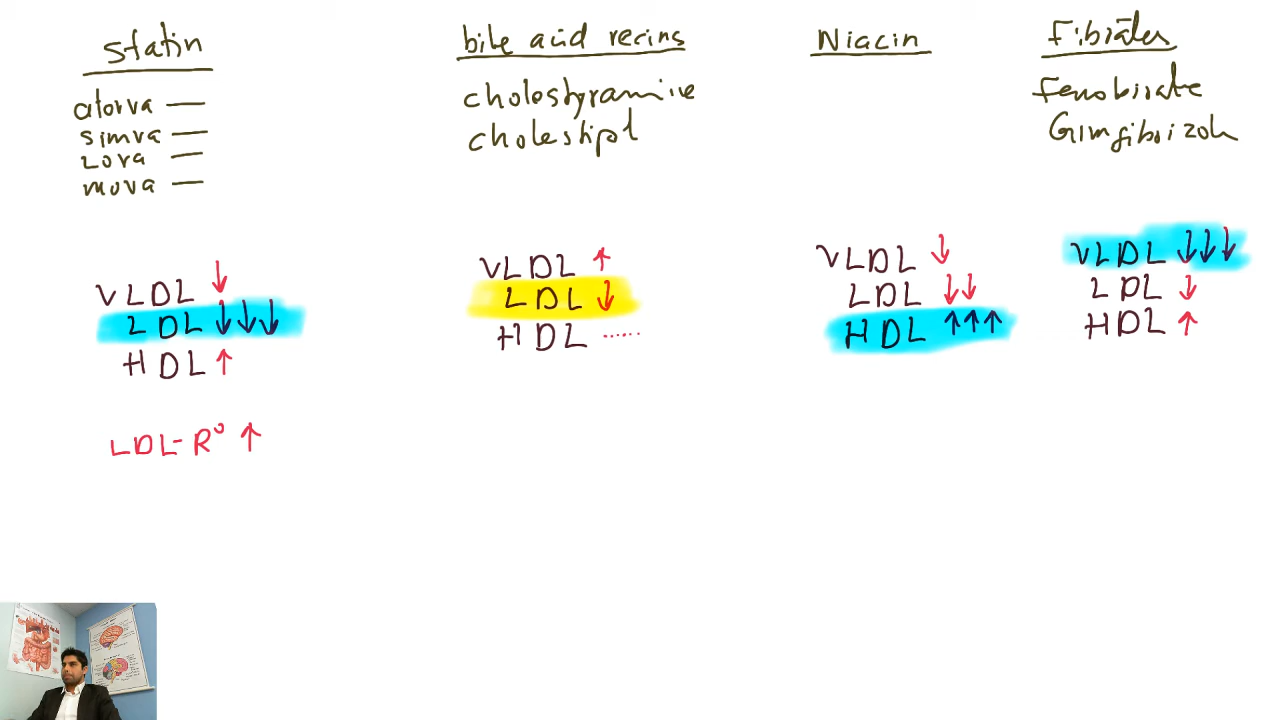 Statin
atorva —
simva —
Lova —
mova —
VLDL ↓
LDL ↓↓↓
HDL ↑
LDL-R° ↑
bile acid recins
cholestyramine
cholestipol
VLDL ↑
LDL ↓
HDL ......
Niacin
VLDL ↓
LDL ↓↓
HDL ↑↑↑
Fibrates
Fenobirate
Gimfiboizole
VLDL ↓↓↓
LDL ↓
HDL ↑